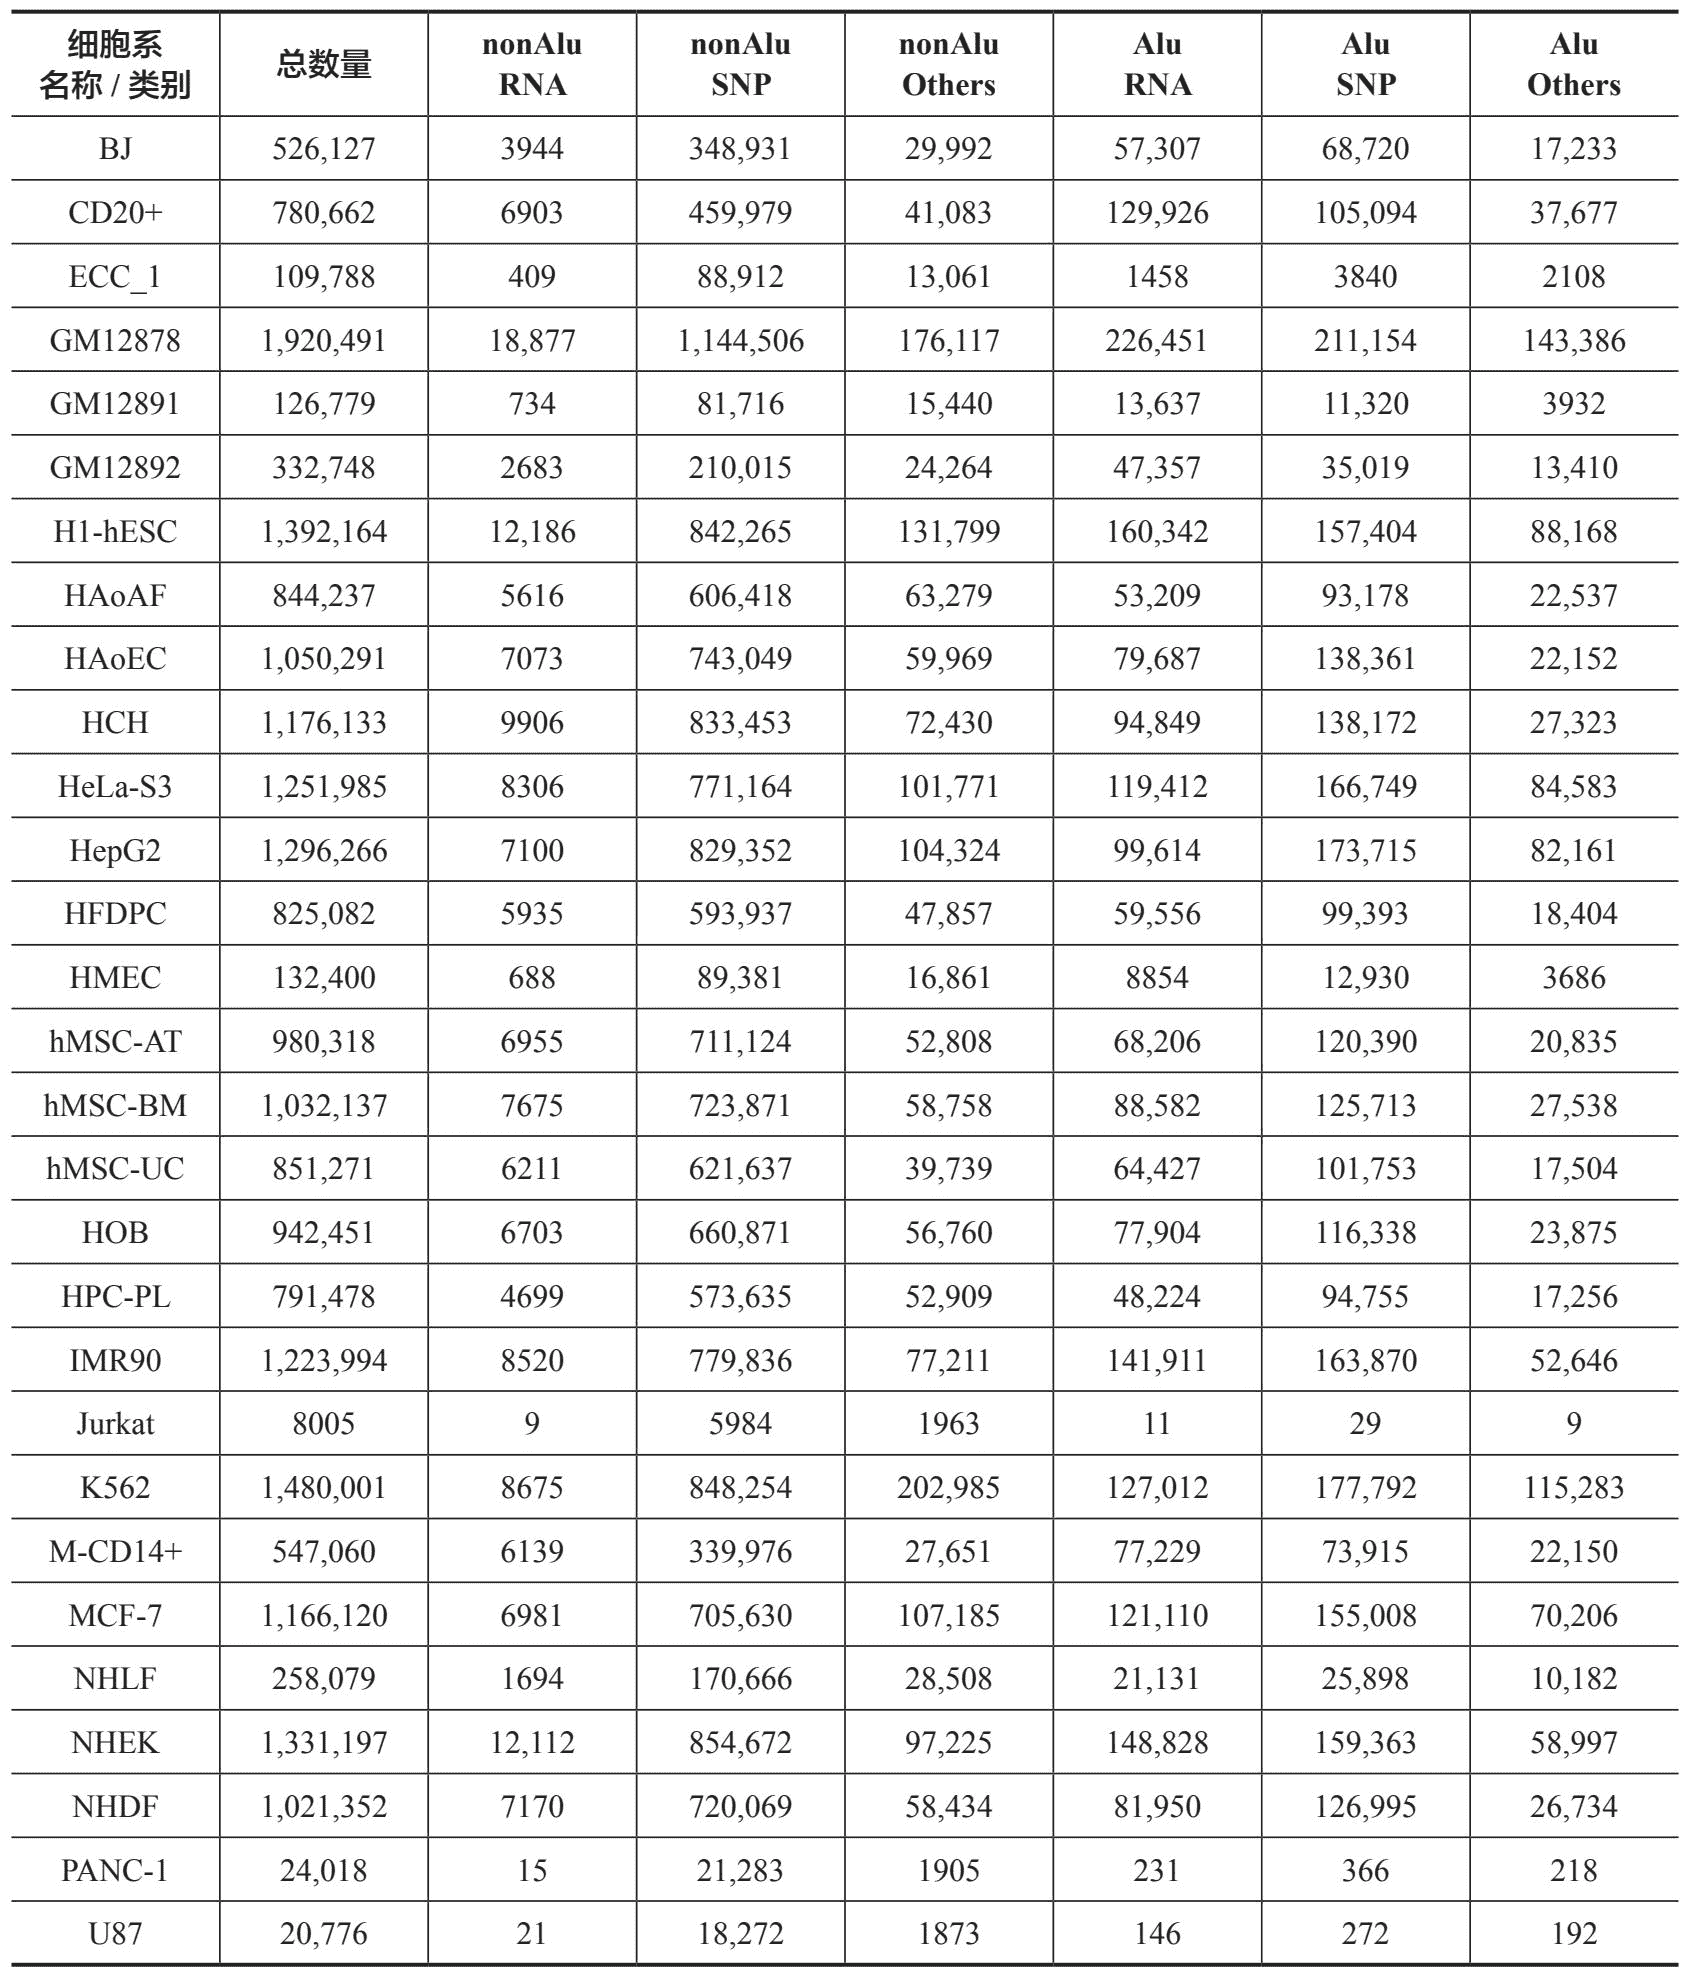 细胞系 名称 / 类别 总数量 nonAlu RNA nonAlu SNP nonAlu Others Alu RNA Alu SNP Alu Others
BJ 526,127 3944 348,931 29,992 57,307 68,720 17,233
CD20+ 780,662 6903 459,979 41,083 129,926 105,094 37,677
ECC_1 109,788 409 88,912 13,061 1458 3840 2108
GM12878 1,920,491 18,877 1,144,506 176,117 226,451 211,154 143,386
GM12891 126,779 734 81,716 15,440 13,637 11,320 3932
GM12892 332,748 2683 210,015 24,264 47,357 35,019 13,410
H1-hESC 1,392,164 12,186 842,265 131,799 160,342 157,404 88,168
HAoAF 844,237 5616 606,418 63,279 53,209 93,178 22,537
HAoEC 1,050,291 7073 743,049 59,969 79,687 138,361 22,152
HCH 1,176,133 9906 833,453 72,430 94,849 138,172 27,323
HeLa-S3 1,251,985 8306 771,164 101,771 119,412 166,749 84,583
HepG2 1,296,266 7100 829,352 104,324 99,614 173,715 82,161
HFDPC 825,082 5935 593,937 47,857 59,556 99,393 18,404
HMEC 132,400 688 89,381 16,861 8854 12,930 3686
hMSC-AT 980,318 6955 711,124 52,808 68,206 120,390 20,835
hMSC-BM 1,032,137 7675 723,871 58,758 88,582 125,713 27,538
hMSC-UC 851,271 6211 621,637 39,739 64,427 101,753 17,504
HOB 942,451 6703 660,871 56,760 77,904 116,338 23,875
HPC-PL 791,478 4699 573,635 52,909 48,224 94,755 17,256
IMR90 1,223,994 8520 779,836 77,211 141,911 163,870 52,646
Jurkat 8005 9 5984 1963 11 29 9
K562 1,480,001 8675 848,254 202,985 127,012 177,792 115,283
M-CD14+ 547,060 6139 339,976 27,651 77,229 73,915 22,150
MCF-7 1,166,120 6981 705,630 107,185 121,110 155,008 70,206
NHLF 258,079 1694 170,666 28,508 21,131 25,898 10,182
NHEK 1,331,197 12,112 854,672 97,225 148,828 159,363 58,997
NHDF 1,021,352 7170 720,069 58,434 81,950 126,995 26,734
PANC-1 24,018 15 21,283 1905 231 366 218
U87 20,776 21 18,272 1873 146 272 192